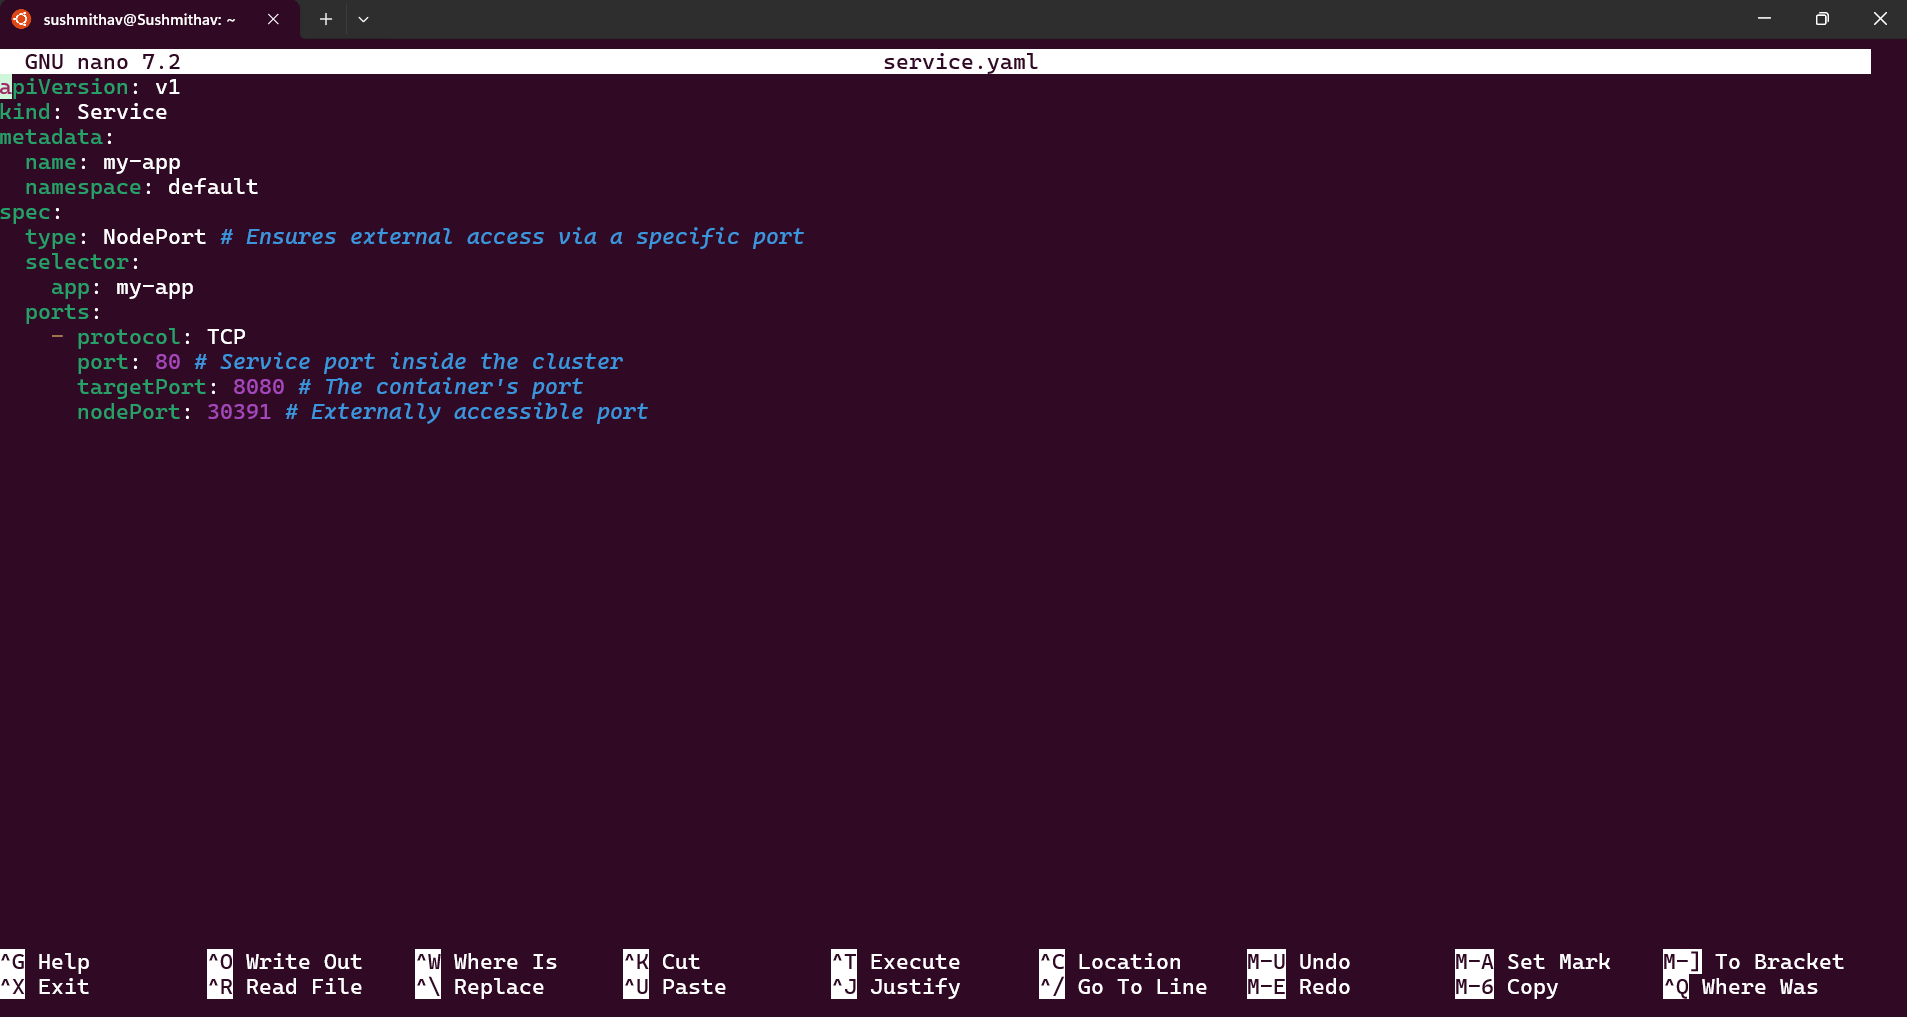 sushmithav@Sushmithav: ~
GNU nano 7.2 service.yaml
apiVersion: v1
kind: Service
metadata:
  name: my-app
  namespace: default
spec:
  type: NodePort # Ensures external access via a specific port
  selector:
    app: my-app
  ports:
    - protocol: TCP
      port: 80 # Service port inside the cluster
      targetPort: 8080 # The container's port
      nodePort: 30391 # Externally accessible port
^G Help ^O Write Out ^W Where Is ^K Cut ^T Execute ^C Location M-U Undo M-A Set Mark M-] To Bracket
^X Exit ^R Read File ^\ Replace ^U Paste ^J Justify ^/ Go To Line M-E Redo M-6 Copy ^Q Where Was